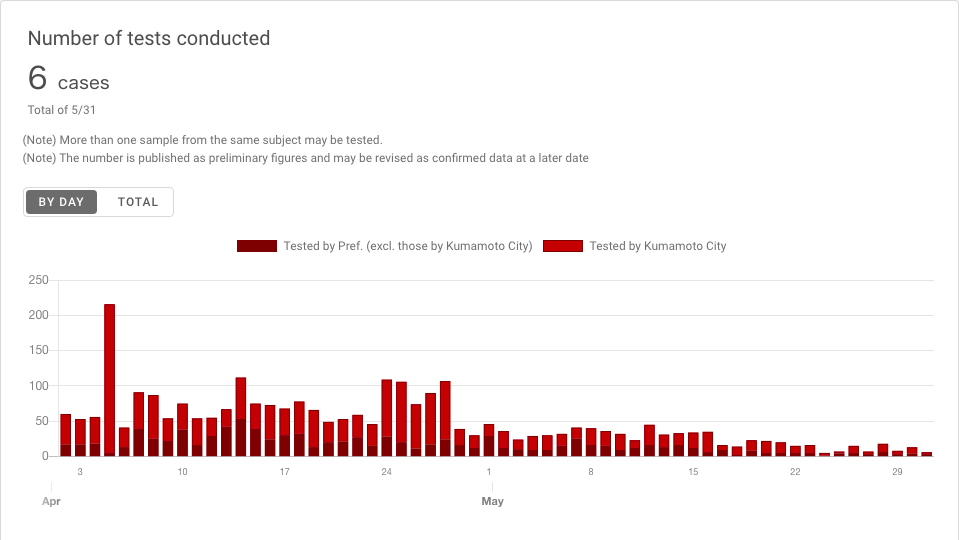 Number of tests conducted
6 cases
Total of 5/31
(Note) More than one sample from the same subject may be tested.
(Note) The number is published as preliminary figures and may be revised as confirmed data at a later date
BY DAY TOTAL
Tested by Pref. (excl. those by Kumamoto City) Tested by Kumamoto City
250
200
150
100
50
0
3 10 17 24 1 8 15 22 29
Apr May